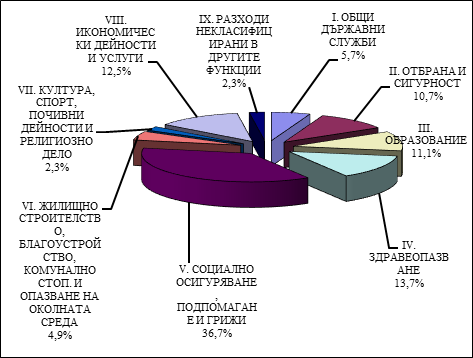 VIII.
ИКОНОМИЧЕС
КИ ДЕЙНОСТИ
И УСЛУГИ
12,5%
IX. РАЗХОДИ
НЕКЛАСИФИЦ
ИРАНИ В
ДРУГИТЕ
ФУНКЦИИ
2,3%
I. ОБЩИ
ДЪРЖАВНИ
СЛУЖБИ
5,7%
II. ОТБРАНА И
СИГУРНОСТ
10,7%
III.
ОБРАЗОВАНИЕ
11,1%
IV.
ЗДРАВЕОПАЗВ
АНЕ
13,7%
V. СОЦИАЛНО
ОСИГУРЯВАНЕ
,
ПОДПОМАГАН
Е И ГРИЖИ
36,7%
VI. ЖИЛИЩНО
СТРОИТЕЛСТВ
О,
БЛАГОУСТРОЙ
СТВО,
КОМУНАЛНО
СТОП. И
ОПАЗВАНЕ НА
ОКОЛНАТА
СРЕДА
4,9%
VII. КУЛТУРА,
СПОРТ,
ПОЧИВНИ
ДЕЙНОСТИ И
РЕЛИГИОЗНО
ДЕЛО
2,3%